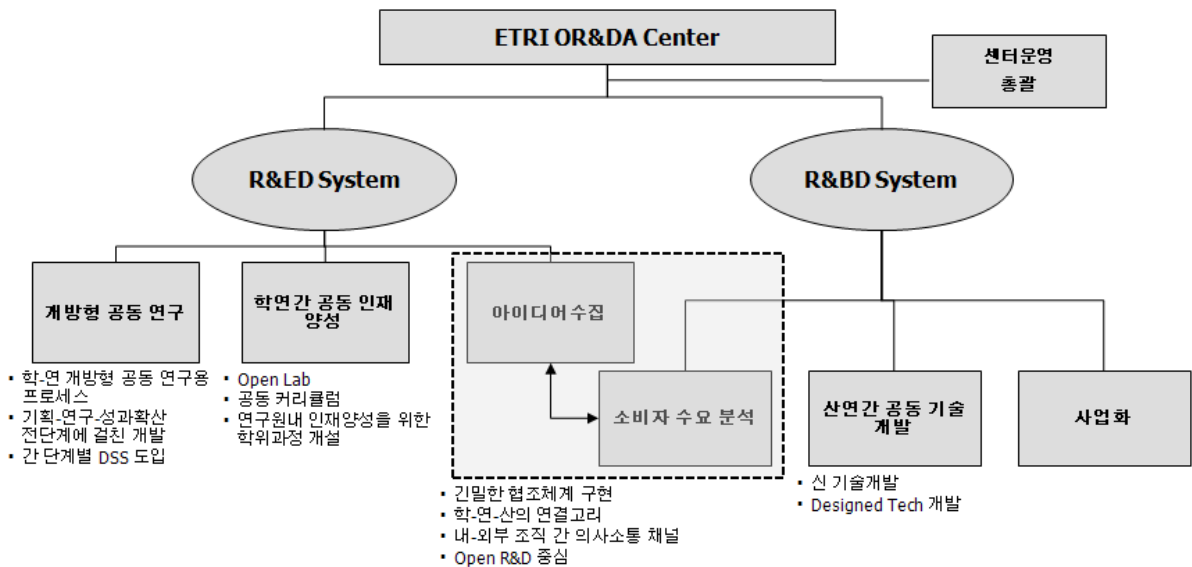 ETRI OR&DA Center
센터운영
총괄
R&ED System
R&BD System
개방형 공동 연구
학연간 공동 인재
양성
아이디어수집
소비자 수요 분석
산연간 공동 기술
개발
사업화
▪ 학-연 개방형 공동 연구용
프로세스
▪ 기획-연구-성과확산
전단계에 걸친 개발
▪ 간 단계별 DSS 도입
▪ Open Lab
▪ 공동 커리큘럼
▪ 연구원내 인재양성을 위한
학위과정 개설
▪ 긴밀한 협조체계 구현
▪ 학-연-산의 연결고리
▪ 내-외부 조직 간 의사소통 채널
▪ Open R&D 중심
▪ 신 기술개발
▪ Designed Tech 개발